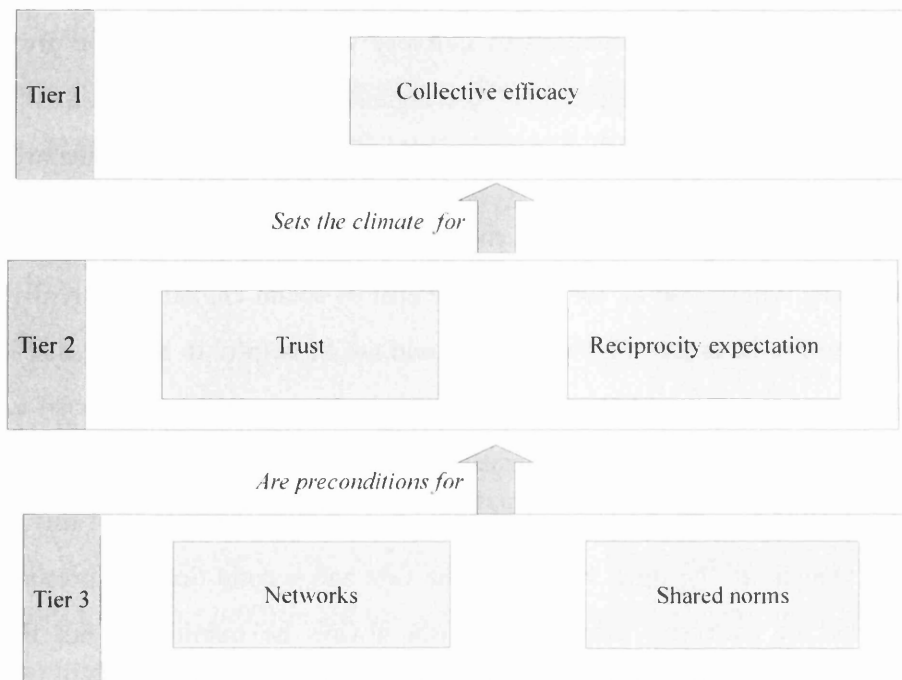 Tier 1
Collective efficacy
Sets the climate for
Tier 2
Trust
Reciprocity expectation
Are preconditions for
Tier 3
Networks
Shared norms